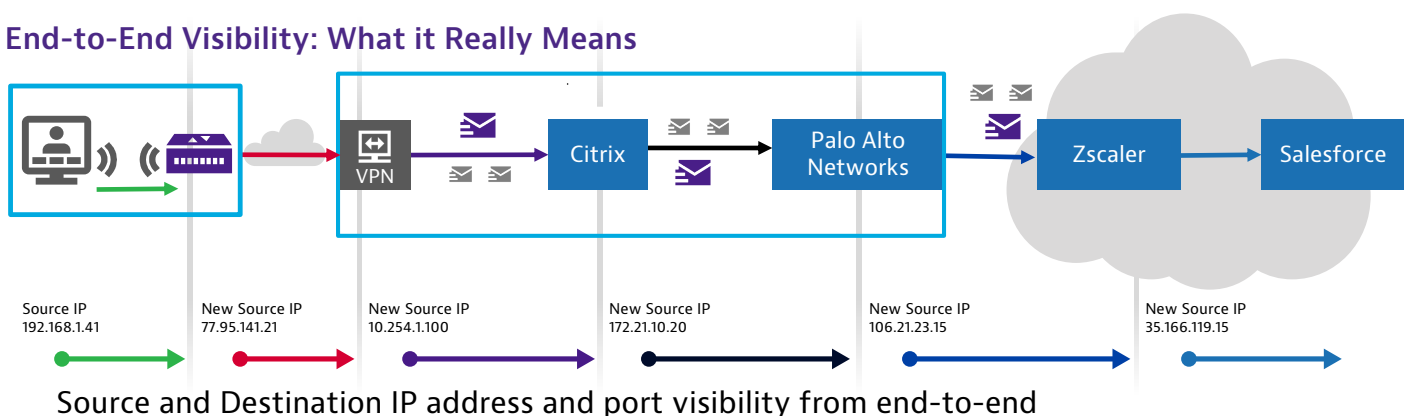 End-to-End Visibility: What it Really Means
VPN
Citrix
Palo Alto
Networks
Zscaler
Salesforce
Source IP
192.168.1.41
New Source IP
77.95.141.21
New Source IP
10.254.1.100
New Source IP
172.21.10.20
New Source IP
106.21.23.15
New Source IP
35.166.119.15
Source and Destination IP address and port visibility from end-to-end